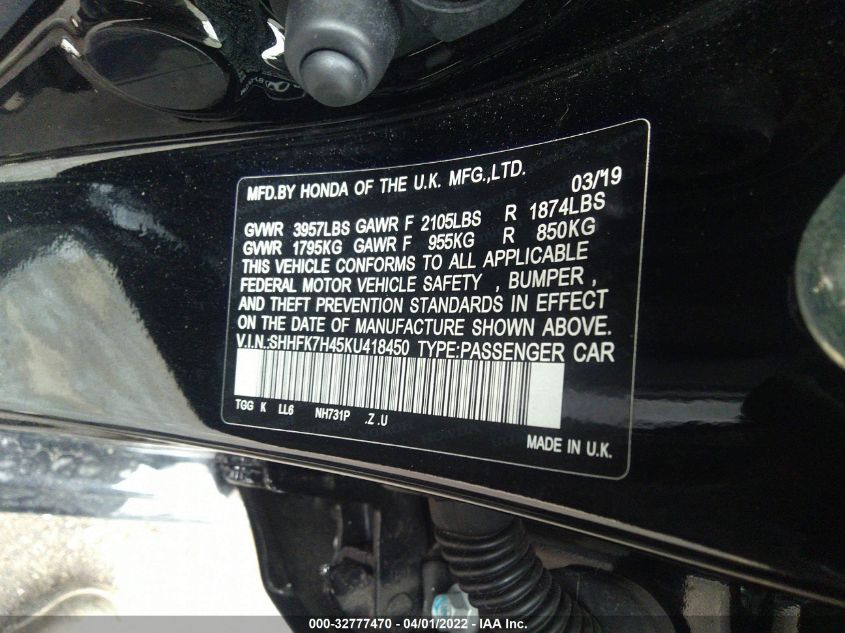 MFD.BY HONDA OF THE U.K. MFG.,LTD. 03/19
GVWR 3957LBS GAWR F 2105LBS R 1874LBS
GVWR 1795KG GAWR F 955KG R 850KG
THIS VEHICLE CONFORMS TO ALL APPLICABLE
FEDERAL MOTOR VEHICLE SAFETY , BUMPER ,
AND THEFT PREVENTION STANDARDS IN EFFECT
ON THE DATE OF MANUFACTURE SHOWN ABOVE.
V.I.N.:SHHFK7H45KU418450 TYPE:PASSENGER CAR
TGG K LL6 NH731P .Z .U
MADE IN U.K.
000-32777470 - 04/01/2022 - IAA Inc.